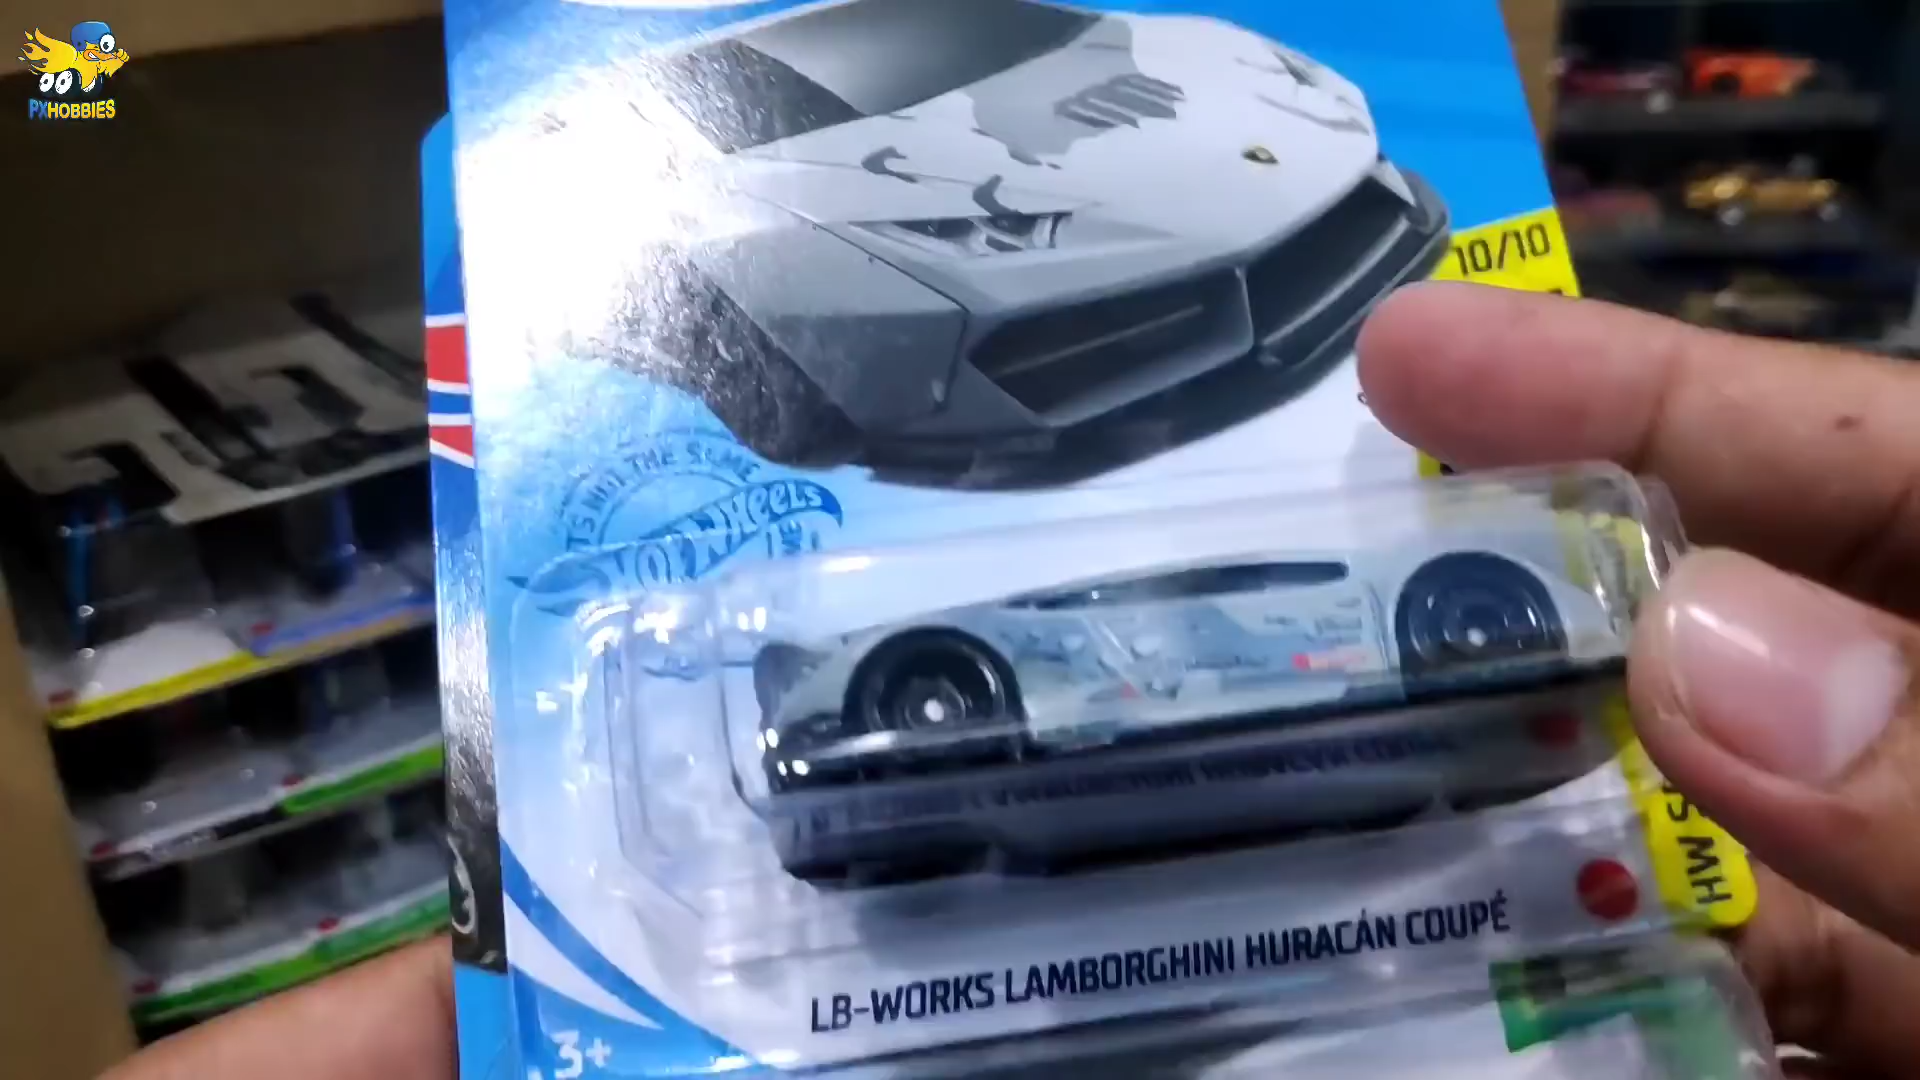 PXHOBBIES
10/10
IT'S NOT THE SAME
Hot Wheels
HW S
LB-WORKS LAMBORGHINI HURACÁN COUPÉ
3+